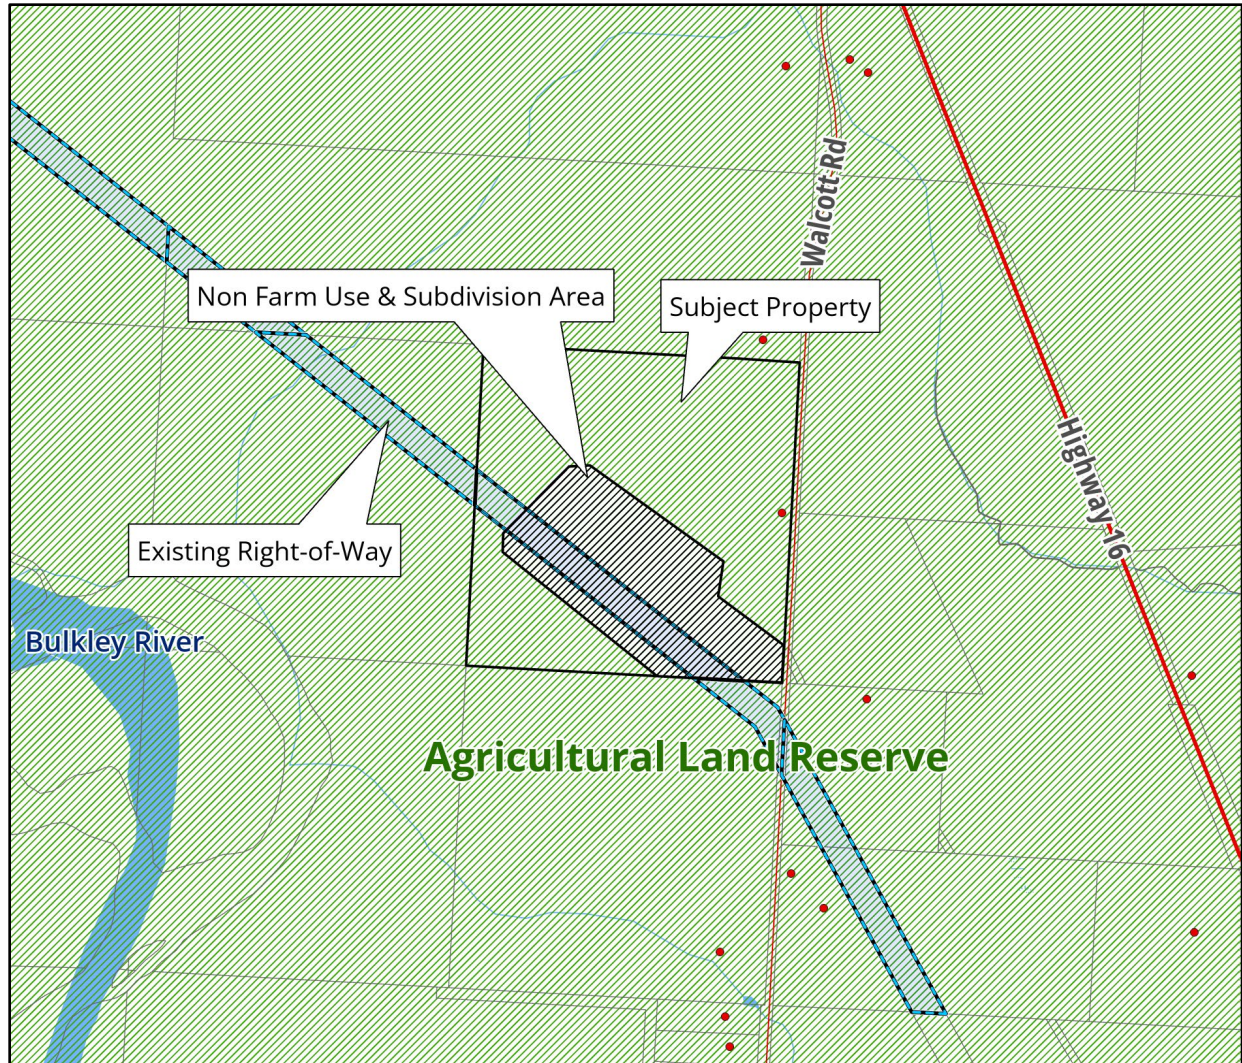 Walcott Rd
Non Farm Use & Subdivision Area
Subject Property
Highway 16
Existing Right-of-Way
Bulkley River
Agricultural Land Reserve